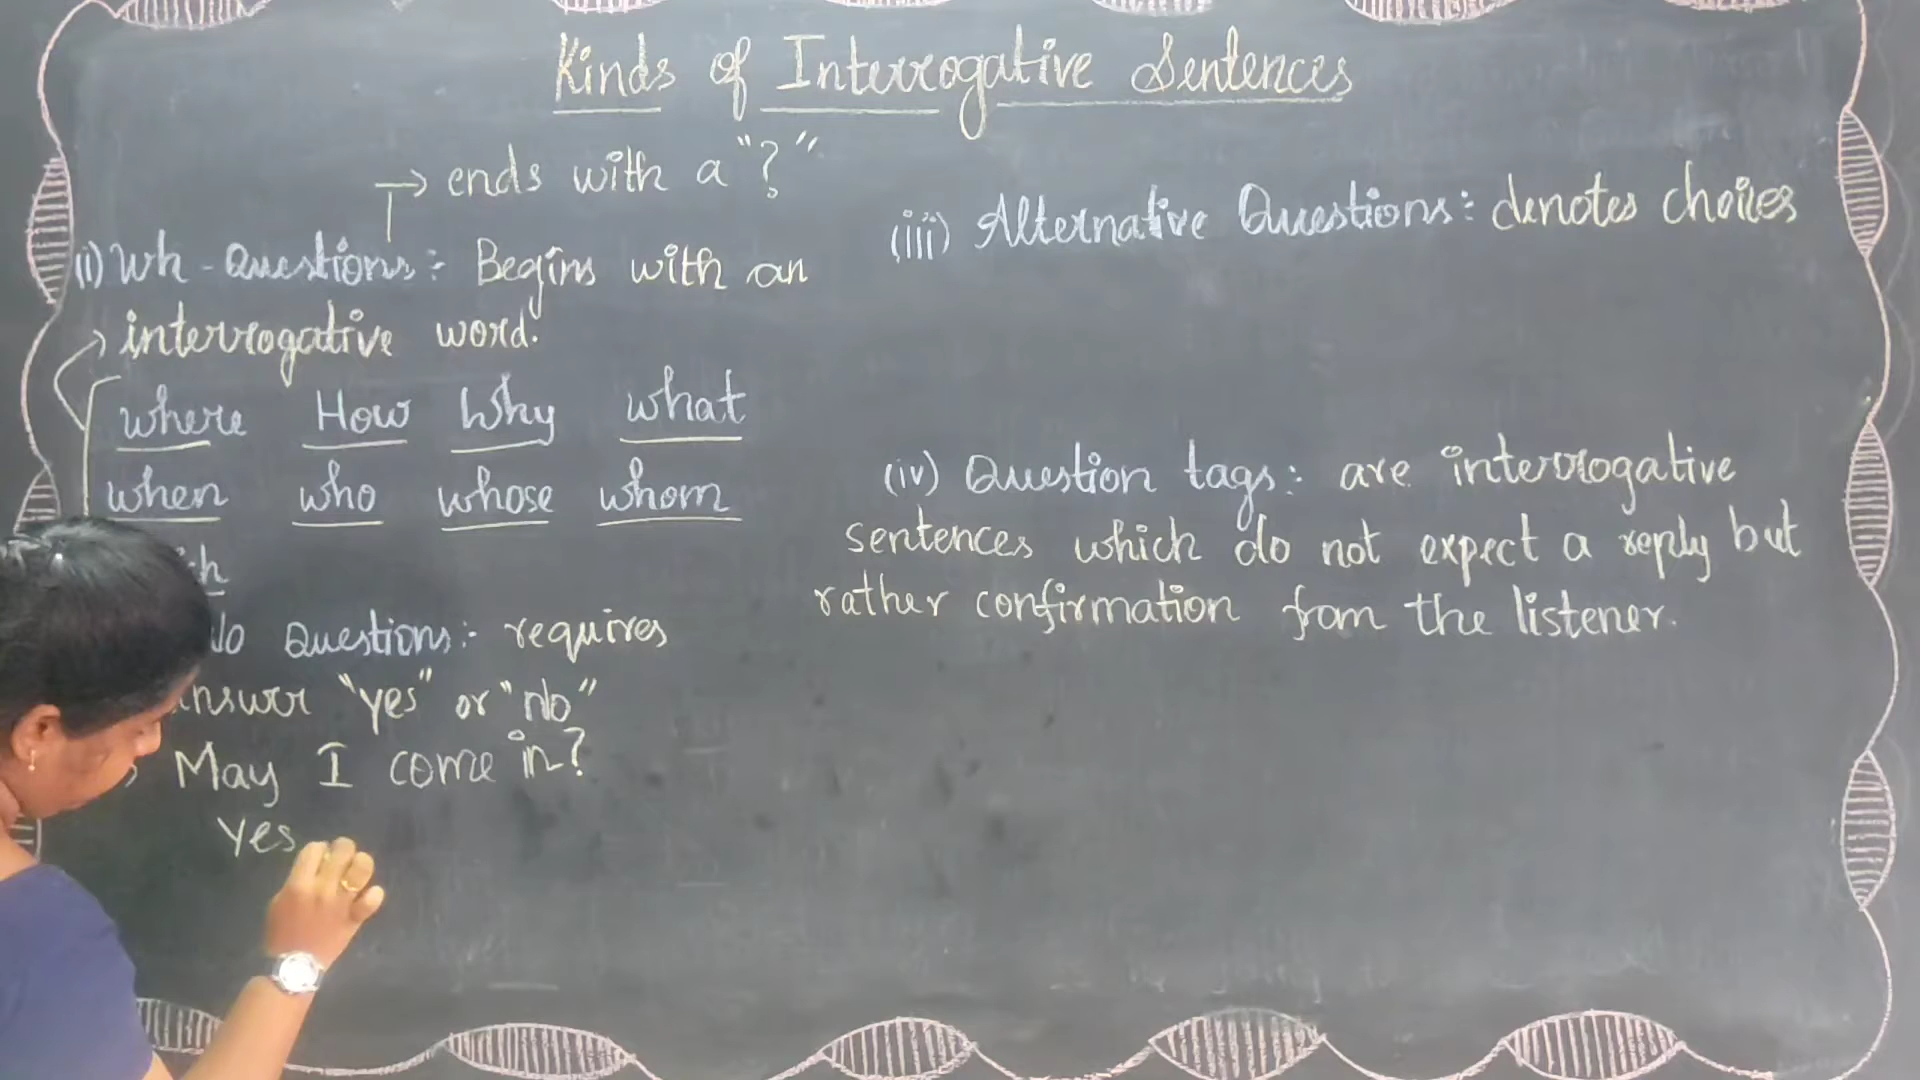 Kinds of Interrogative Sentences
→ ends with a "?"
(i) Wh-Questions:- Begins with an
interrogative word.
where How Why what
when who whose whom
No Questions:- requires
answer "yes" or "No"
May I come in?
Yes
(iii) Alternative Questions: denotes choices
(iv) Question tags: are interrogative
sentences which do not expect a reply but
rather confirmation from the listener.